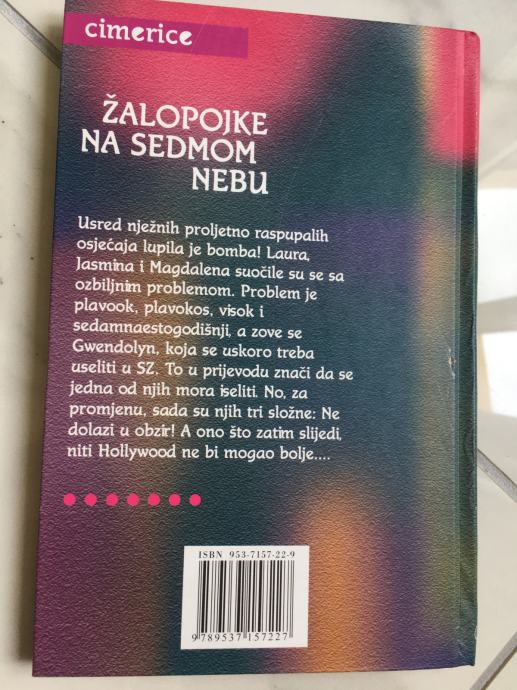 cimerice
ŽALOPOJKE
NA SEDMOM
NEBU
Usred nježnih proljetno raspupalih
osjećaja lupila je bomba! Laura,
Jasmina i Magdalena suočile su se sa
ozbiljnim problemom. Problem je
plavook, plavokos, visok i
sedamnaestogodišnji, a zove se
Gwendolyn, koja se uskoro treba
useliti u SZ. To u prijevodu znači da se
jedna od njih mora iseliti. No, za
promjenu, sada su njih tri složne: Ne
dolazi u obzir! A ono što zatim slijedi,
niti Hollywood ne bi mogao bolje....
ISBN 953-7157-22-9
9 789537 157227